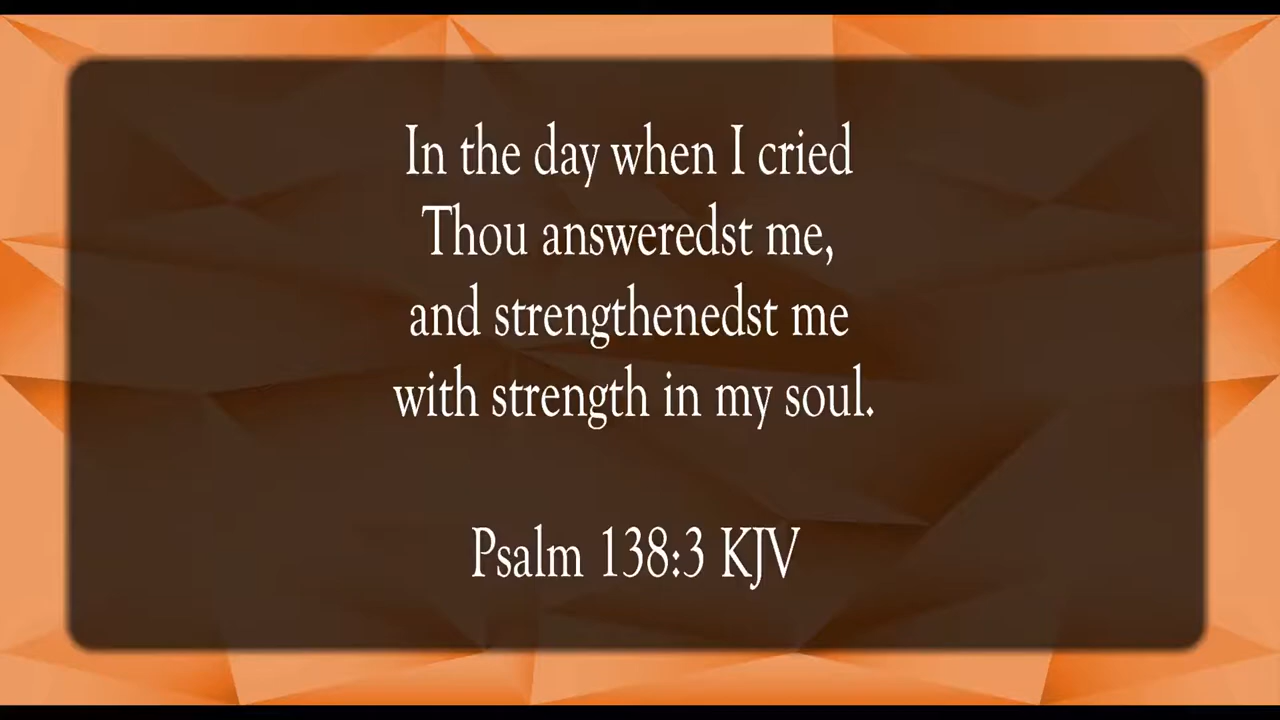 In the day when I cried
Thou answeredst me,
and strengthenedst me
with strength in my soul.
Psalm 138:3 KJV